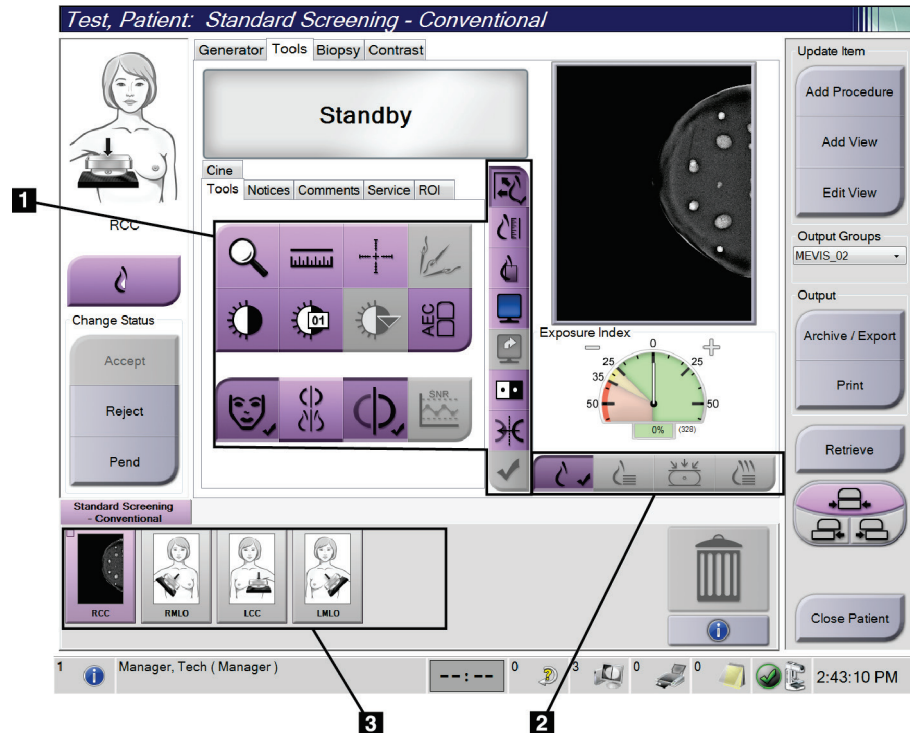 Test, Patient: Standard Screening - Conventional
Generator Tools Biopsy Contrast
Standby
Cine
Tools Notices Comments Service ROI
1
RCC
01
AEC
SNR
Change Status
Accept
Reject
Pend
Exposure Index
0
25 25
35
50 50
0% (328)
Update Item
Add Procedure
Add View
Edit View
Output Groups
MEVIS_02
Output
Archive / Export
Print
Retrieve
Close Patient
Standard Screening
- Conventional
RCC RMLO LCC LMLO
1 Manager, Tech ( Manager ) --:-- 0 3 0 0 2:43:10 PM
3 2